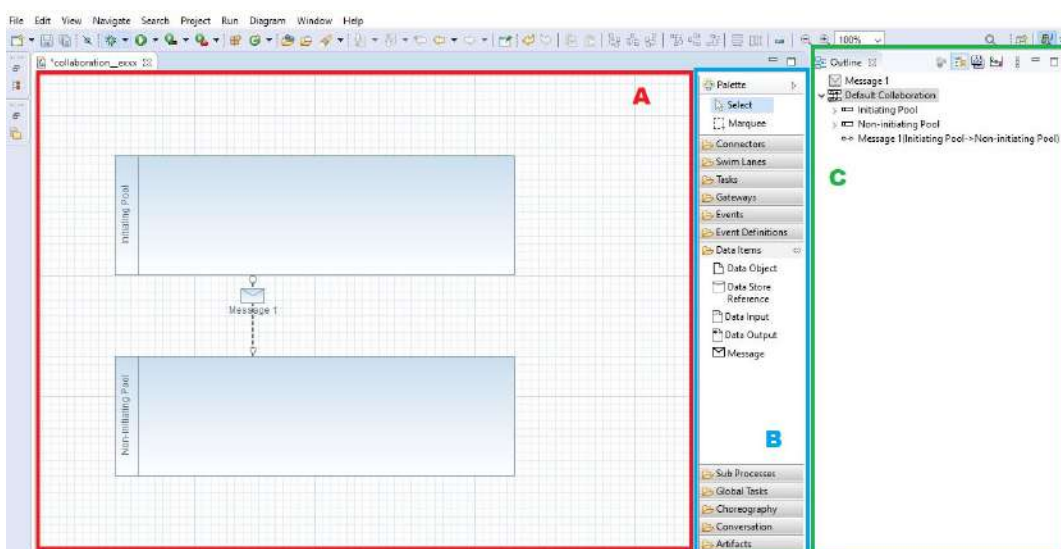 File Edit View Navigate Search Project Run Diagram Window Help
100%
*collaboration_exxx
A
Initiating Pool
Message 1
Non-initiating Pool
Palette
Select
Marquee
Connectors
Swim Lanes
Tasks
Gateways
Events
Event Definitions
Data Items
Data Object
Data Store
Reference
Data Input
Data Output
Message
B
Sub Processes
Global Tasks
Choreography
Conversation
Artifacts
Outline
Message 1
Default Collaboration
Initiating Pool
Non-initiating Pool
Message 1(Initiating Pool->Non-initiating Pool)
C